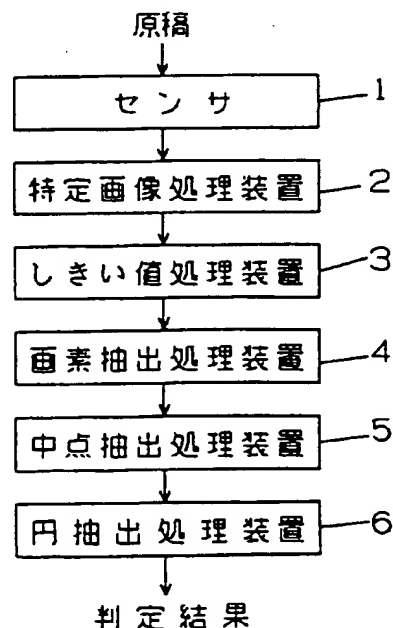 原稿
センサ 1
特定画像処理装置 2
しきい値処理装置 3
画素抽出処理装置 4
中点抽出処理装置 5
円抽出処理装置 6
判定結果